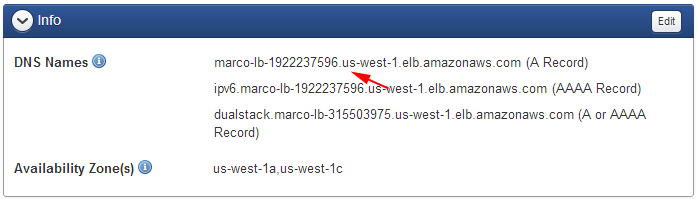 Info
Edit
DNS Names
marco-lb-1922237596.us-west-1.elb.amazonaws.com (A Record)
ipv6.marco-lb-1922237596.us-west-1.elb.amazonaws.com (AAAA Record)
dualstack.marco-lb-315503975.us-west-1.elb.amazonaws.com (A or AAAA
Record)
Availability Zone(s)
us-west-1a,us-west-1c